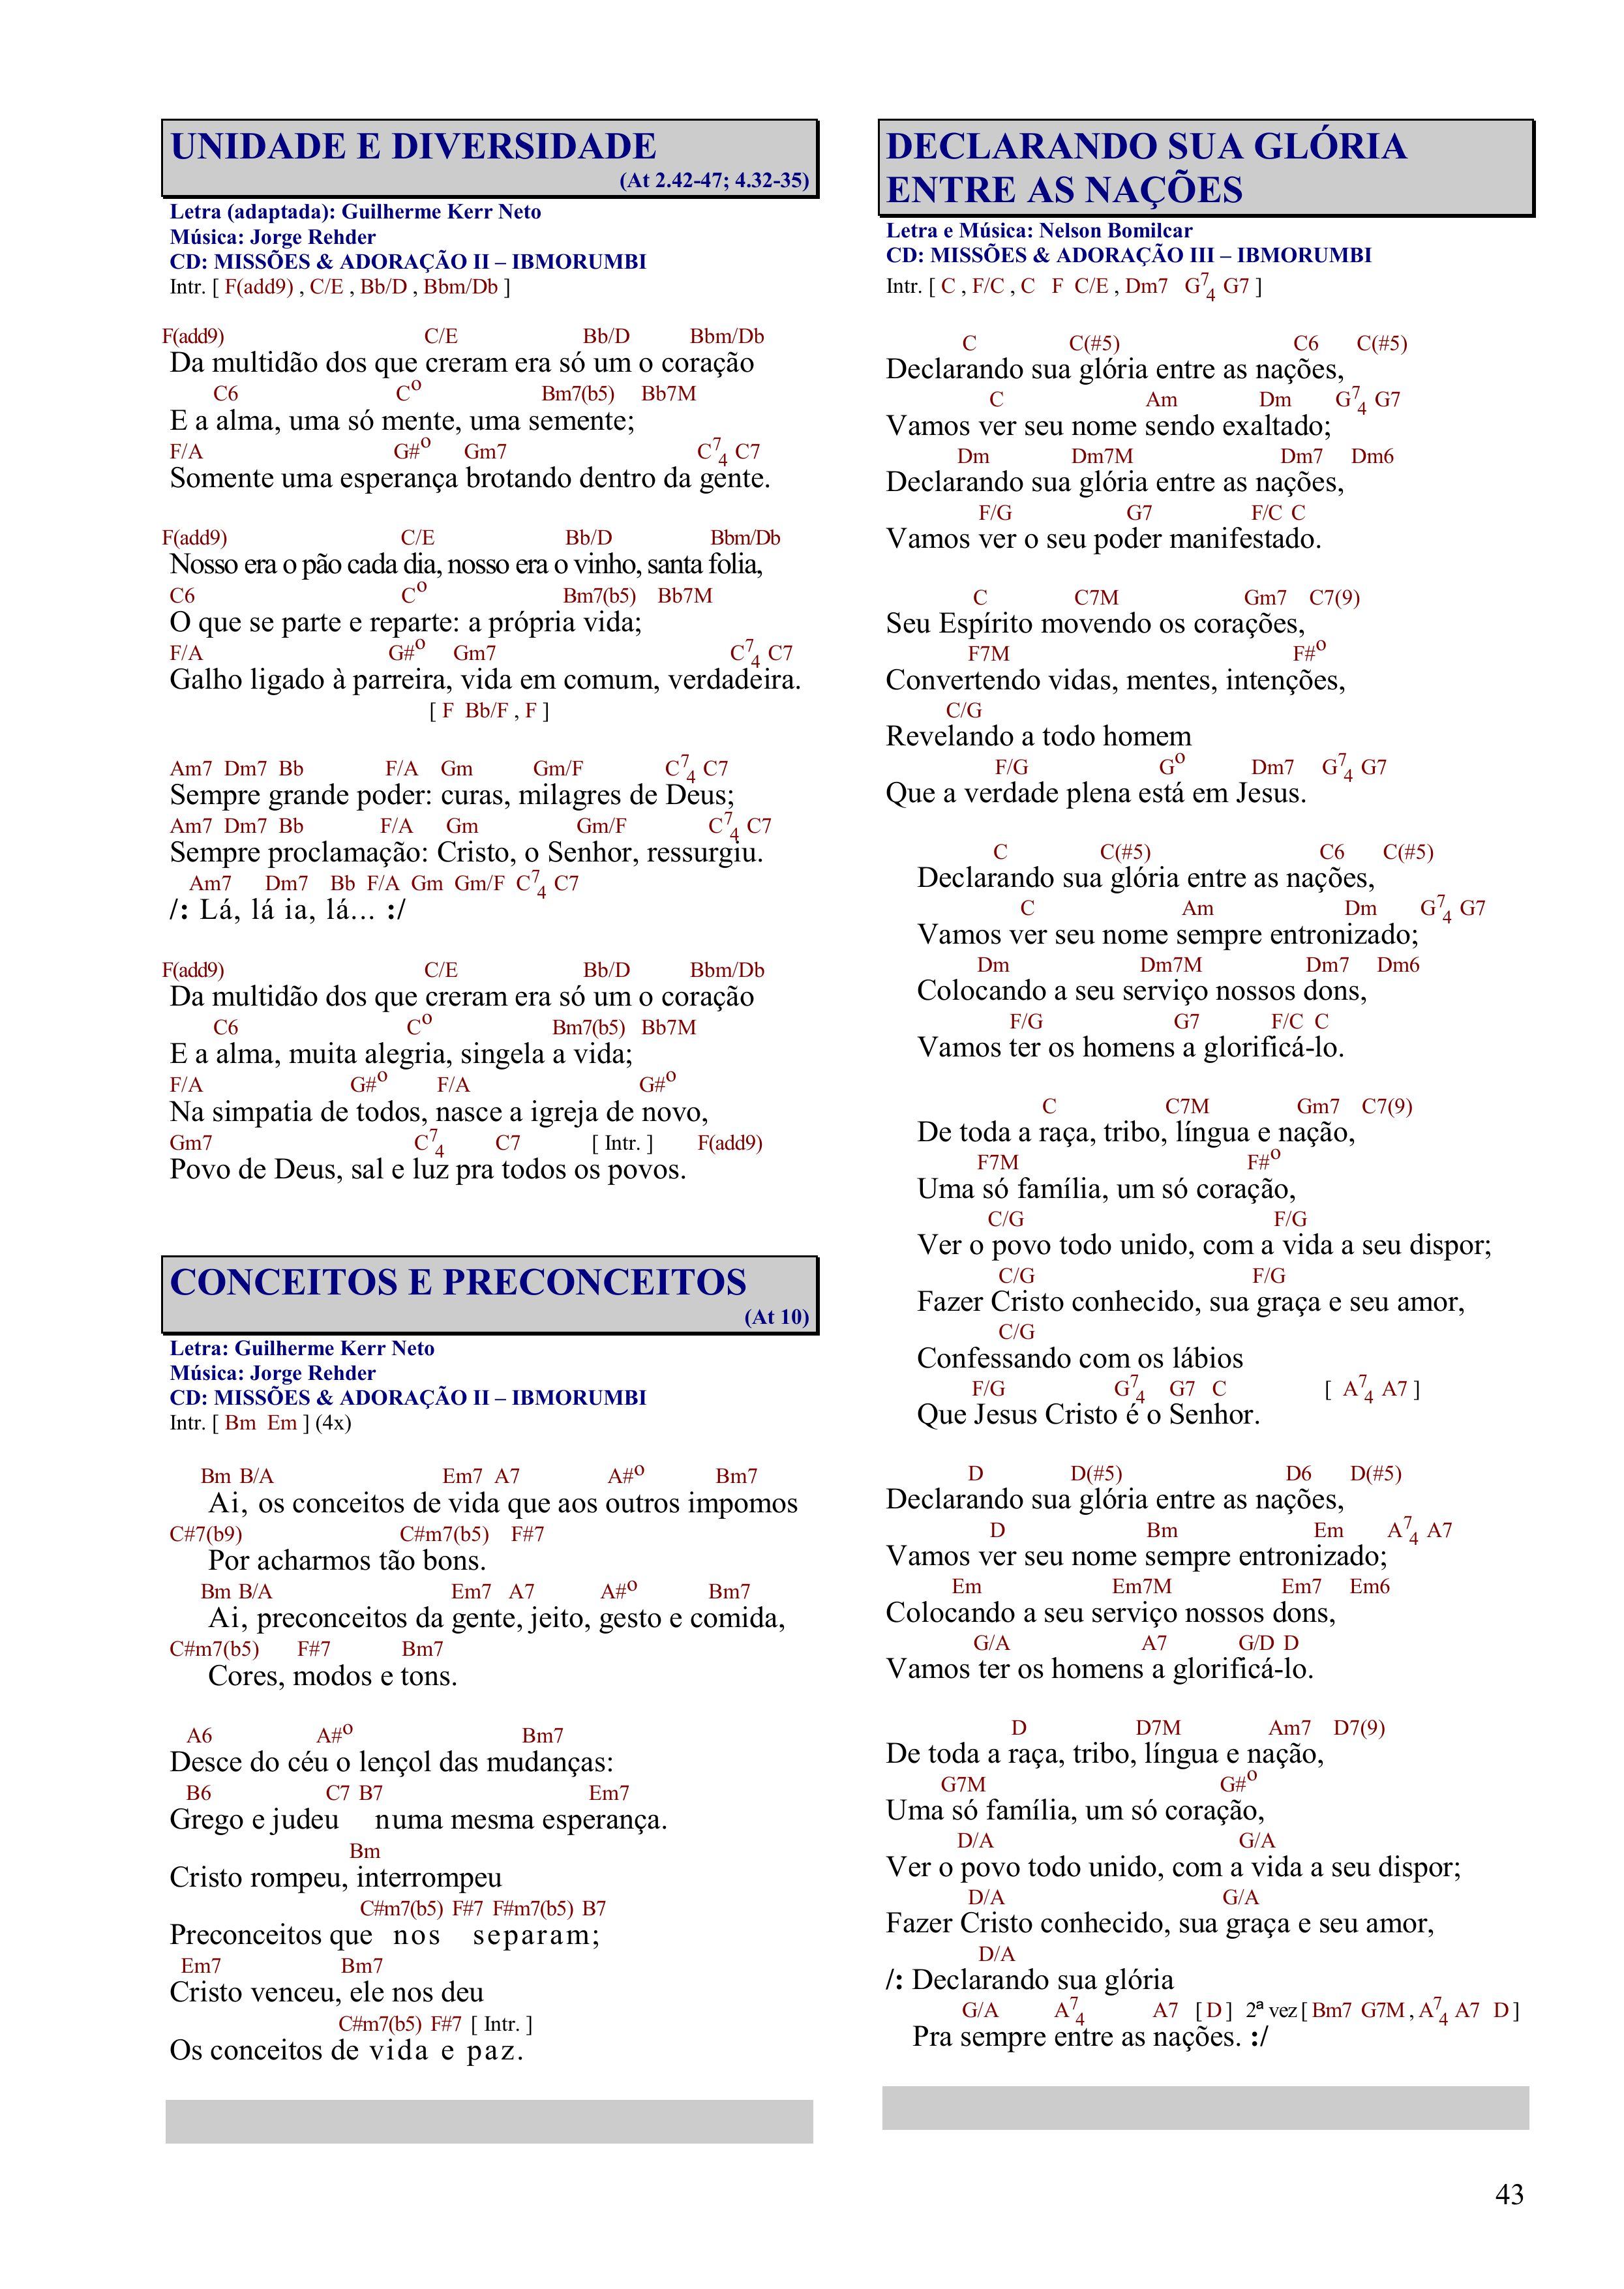 UNIDADE E DIVERSIDADE
(At 2.42-47; 4.32-35)
Letra (adaptada): Guilherme Kerr Neto
Música: Jorge Rehder
CD: MISSÕES & ADORAÇÃO II – IBMORUMBI
Intr. [ F(add9) , C/E , Bb/D , Bbm/Db ]
F(add9) C/E Bb/D Bbm/Db
Da multidão dos que creram era só um o coração
C6 Cº Bm7(b5) Bb7M
E a alma, uma só mente, uma semente;
F/A G#º Gm7 C74 C7
Somente uma esperança brotando dentro da gente.
F(add9) C/E Bb/D Bbm/Db
Nosso era o pão cada dia, nosso era o vinho, santa folia,
C6 Cº Bm7(b5) Bb7M
O que se parte e reparte: a própria vida;
F/A G#º Gm7 C74 C7
Galho ligado à parreira, vida em comum, verdadeira.
[ F Bb/F , F ]
Am7 Dm7 Bb F/A Gm Gm/F C74 C7
Sempre grande poder: curas, milagres de Deus;
Am7 Dm7 Bb F/A Gm Gm/F C74 C7
Sempre proclamação: Cristo, o Senhor, ressurgiu.
Am7 Dm7 Bb F/A Gm Gm/F C74 C7
/: Lá, lá ia, lá... :/
F(add9) C/E Bb/D Bbm/Db
Da multidão dos que creram era só um o coração
C6 Cº Bm7(b5) Bb7M
E a alma, muita alegria, singela a vida;
F/A G#º F/A G#º
Na simpatia de todos, nasce a igreja de novo,
Gm7 C74 C7 [ Intr. ] F(add9)
Povo de Deus, sal e luz pra todos os povos.
CONCEITOS E PRECONCEITOS
(At 10)
Letra: Guilherme Kerr Neto
Música: Jorge Rehder
CD: MISSÕES & ADORAÇÃO II – IBMORUMBI
Intr. [ Bm Em ] (4x)
Bm B/A Em7 A7 A#º Bm7
Ai, os conceitos de vida que aos outros impomos
C#7(b9) C#m7(b5) F#7
Por acharmos tão bons.
Bm B/A Em7 A7 A#º Bm7
Ai, preconceitos da gente, jeito, gesto e comida,
C#m7(b5) F#7 Bm7
Cores, modos e tons.
A6 A#º Bm7
Desce do céu o lençol das mudanças:
B6 C7 B7 Em7
Grego e judeu numa mesma esperança.
Bm
Cristo rompeu, interrompeu
C#m7(b5) F#7 F#m7(b5) B7
Preconceitos que nos separam;
Em7 Bm7
Cristo venceu, ele nos deu
C#m7(b5) F#7 [ Intr. ]
Os conceitos de vida e paz.
DECLARANDO SUA GLÓRIA
ENTRE AS NAÇÕES
Letra e Música: Nelson Bomilcar
CD: MISSÕES & ADORAÇÃO III – IBMORUMBI
Intr. [ C , F/C , C F C/E , Dm7 G74 G7 ]
C C(#5) C6 C(#5)
Declarando sua glória entre as nações,
C Am Dm G74 G7
Vamos ver seu nome sendo exaltado;
Dm Dm7M Dm7 Dm6
Declarando sua glória entre as nações,
F/G G7 F/C C
Vamos ver o seu poder manifestado.
C C7M Gm7 C7(9)
Seu Espírito movendo os corações,
F7M F#º
Convertendo vidas, mentes, intenções,
C/G
Revelando a todo homem
F/G Gº Dm7 G74 G7
Que a verdade plena está em Jesus.
C C(#5) C6 C(#5)
Declarando sua glória entre as nações,
C Am Dm G74 G7
Vamos ver seu nome sempre entronizado;
Dm Dm7M Dm7 Dm6
Colocando a seu serviço nossos dons,
F/G G7 F/C C
Vamos ter os homens a glorificá-lo.
C C7M Gm7 C7(9)
De toda a raça, tribo, língua e nação,
F7M F#º
Uma só família, um só coração,
C/G F/G
Ver o povo todo unido, com a vida a seu dispor;
C/G F/G
Fazer Cristo conhecido, sua graça e seu amor,
C/G
Confessando com os lábios
F/G G74 G7 C [ A74 A7 ]
Que Jesus Cristo é o Senhor.
D D(#5) D6 D(#5)
Declarando sua glória entre as nações,
D Bm Em A74 A7
Vamos ver seu nome sempre entronizado;
Em Em7M Em7 Em6
Colocando a seu serviço nossos dons,
G/A A7 G/D D
Vamos ter os homens a glorificá-lo.
D D7M Am7 D7(9)
De toda a raça, tribo, língua e nação,
G7M G#º
Uma só família, um só coração,
D/A G/A
Ver o povo todo unido, com a vida a seu dispor;
D/A G/A
Fazer Cristo conhecido, sua graça e seu amor,
D/A
/: Declarando sua glória
G/A A74 A7 [ D ] 2ª vez [ Bm7 G7M , A74 A7 D ]
Pra sempre entre as nações. :/
43